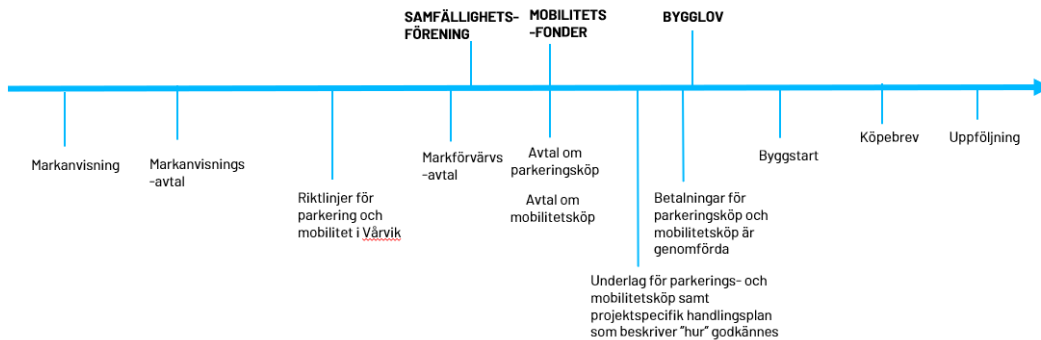 SAMFÄLLIGHETS-
FÖRENING
MOBILITETS
-FONDER
BYGGLOV
Markanvisning
Markanvisnings
-avtal
Riktlinjer för
parkering och
mobilitet i Vårvik
Markförvärvs
-avtal
Avtal om
parkeringsköp
Avtal om
mobilitetsköp
Underlag för parkerings- och
mobilitetsköp samt
projektspecifik handlingsplan
som beskriver ”hur” godkännes
Betalningar för
parkeringsköp och
mobilitetsköp är
genomförda
Byggstart
Köpebrev
Uppföljning